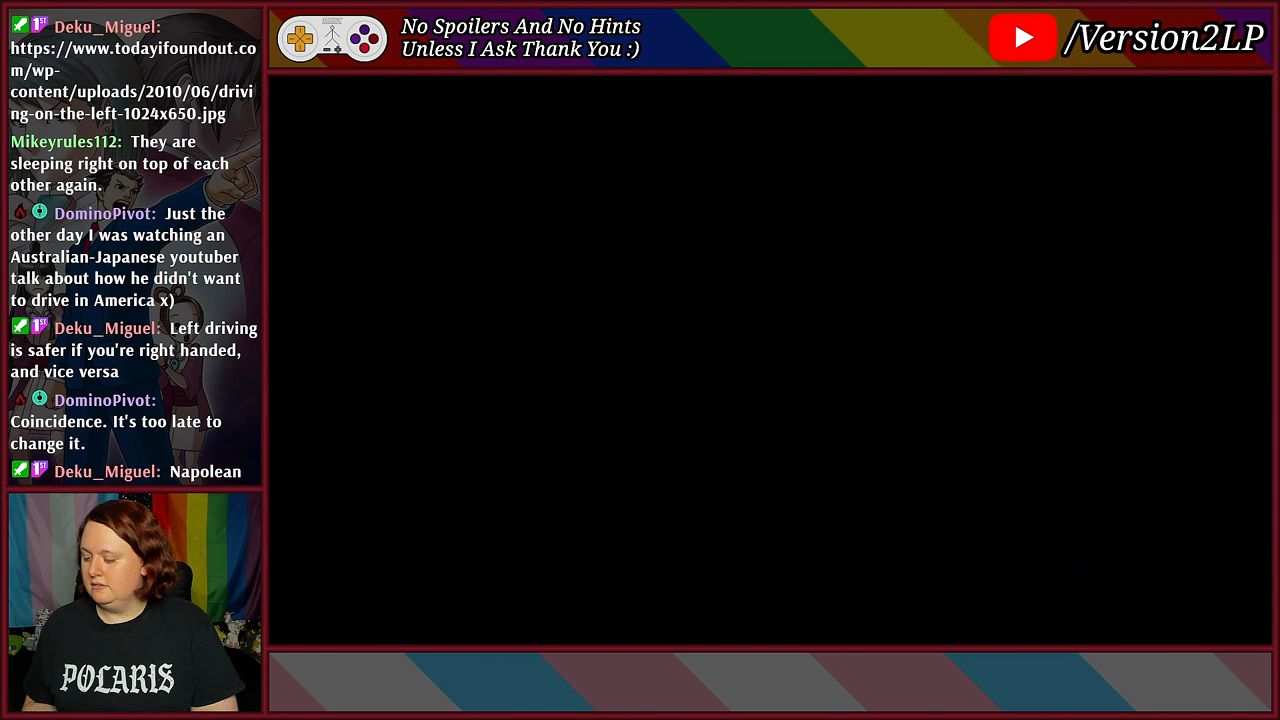 Deku_Miguel:
https://www.todayifoundout.co
m/wp-
content/uploads/2010/06/drivi
ng-on-the-left-1024x650.jpg
Mikeyrules112: They are
sleeping right on top of each
other again.
DominoPivot: Just the
other day I was watching an
Australian-Japanese youtuber
talk about how he didn't want
to drive in America x)
1ST Deku_Miguel: Left driving
is safer if you're right handed,
and vice versa
DominoPivot:
Coincidence. It's too late to
change it.
1ST Deku_Miguel: Napolean
POLARIS
No Spoilers And No Hints
Unless I Ask Thank You :)
/Version2LP